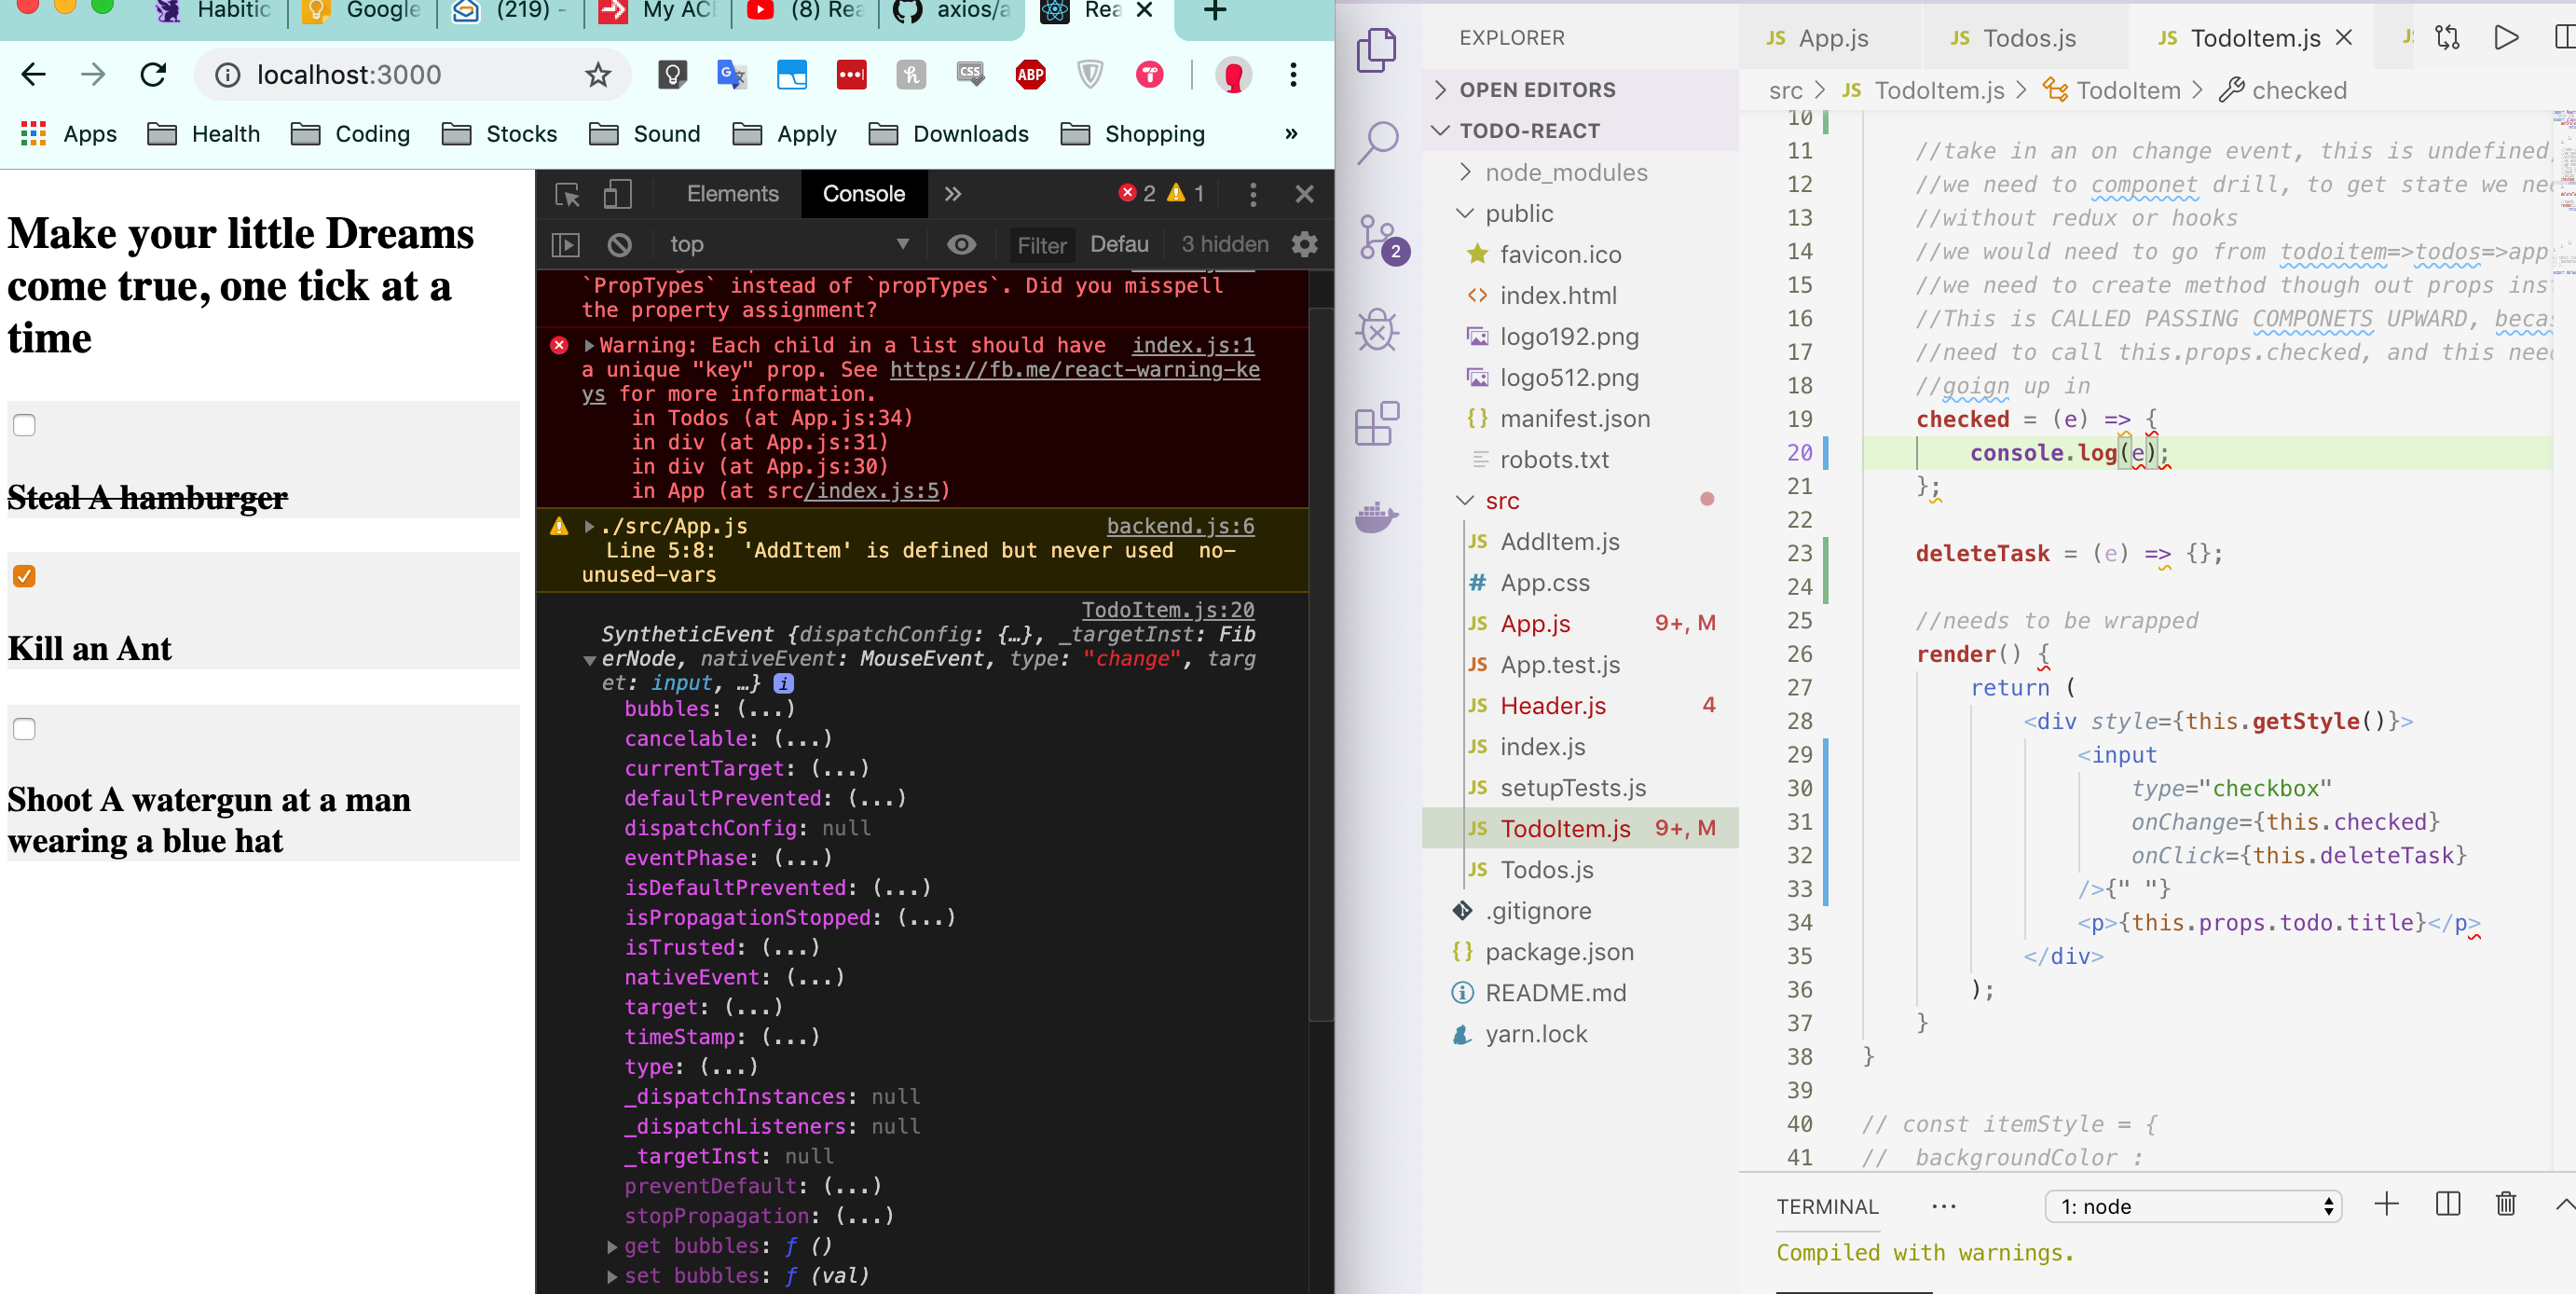 Habitic
Google
(219) -
My ACI
(8) Rea
axios/a
Rea
localhost:3000
Apps
Health
Coding
Stocks
Sound
Apply
Downloads
Shopping
»
Make your little Dreams
come true, one tick at a
time
Steal A hamburger
Kill an Ant
Shoot A watergun at a man
wearing a blue hat
Elements
Console
2
1
top
Filter
Defau
3 hidden
`PropTypes` instead of `propTypes`. Did you misspell
the property assignment?
Warning: Each child in a list should have index.js:1
a unique "key" prop. See https://fb.me/react-warning-ke
ys for more information.
in Todos (at App.js:34)
in div (at App.js:31)
in div (at App.js:30)
in App (at src/index.js:5)
./src/App.js backend.js:6
Line 5:8: 'AddItem' is defined but never used no-
unused-vars
TodoItem.js:20
SyntheticEvent {dispatchConfig: {…}, _targetInst: Fib
erNode, nativeEvent: MouseEvent, type: "change", targ
et: input, …} i
bubbles: (...)
cancelable: (...)
currentTarget: (...)
defaultPrevented: (...)
dispatchConfig: null
eventPhase: (...)
isDefaultPrevented: (...)
isPropagationStopped: (...)
isTrusted: (...)
nativeEvent: (...)
target: (...)
timeStamp: (...)
type: (...)
_dispatchInstances: null
_dispatchListeners: null
_targetInst: null
preventDefault: (...)
stopPropagation: (...)
get bubbles: ƒ ()
set bubbles: ƒ (val)
2
EXPLORER
OPEN EDITORS
TODO-REACT
node_modules
public
favicon.ico
index.html
logo192.png
logo512.png
manifest.json
robots.txt
src
JS AddItem.js
# App.css
JS App.js 9+, M
JS App.test.js
JS Header.js 4
JS index.js
JS setupTests.js
JS TodoItem.js 9+, M
JS Todos.js
.gitignore
package.json
README.md
yarn.lock
JS App.js
JS Todos.js
JS TodoItem.js
src > JS TodoItem.js > TodoItem > checked
10
11 //take in an on change event, this is undefined,
12 //we need to componet drill, to get state we nee
13 //without redux or hooks
14 //we would need to go from todoitem=>todos=>app
15 //we need to create method though out props ins
16 //This is CALLED PASSING COMPONETS UPWARD, becas
17 //need to call this.props.checked, and this need
18 //goign up in
19 checked = (e) => {
20 console.log(e);
21 };
22
23 deleteTask = (e) => {};
24
25 //needs to be wrapped
26 render() {
27 return (
28 <div style={this.getStyle()}>
29 <input
30 type="checkbox"
31 onChange={this.checked}
32 onClick={this.deleteTask}
33 />{" "}
34 <p>{this.props.todo.title}</p>
35 </div>
36 );
37 }
38 }
39
40 // const itemStyle = {
41 // backgroundColor :
TERMINAL
1: node
Compiled with warnings.